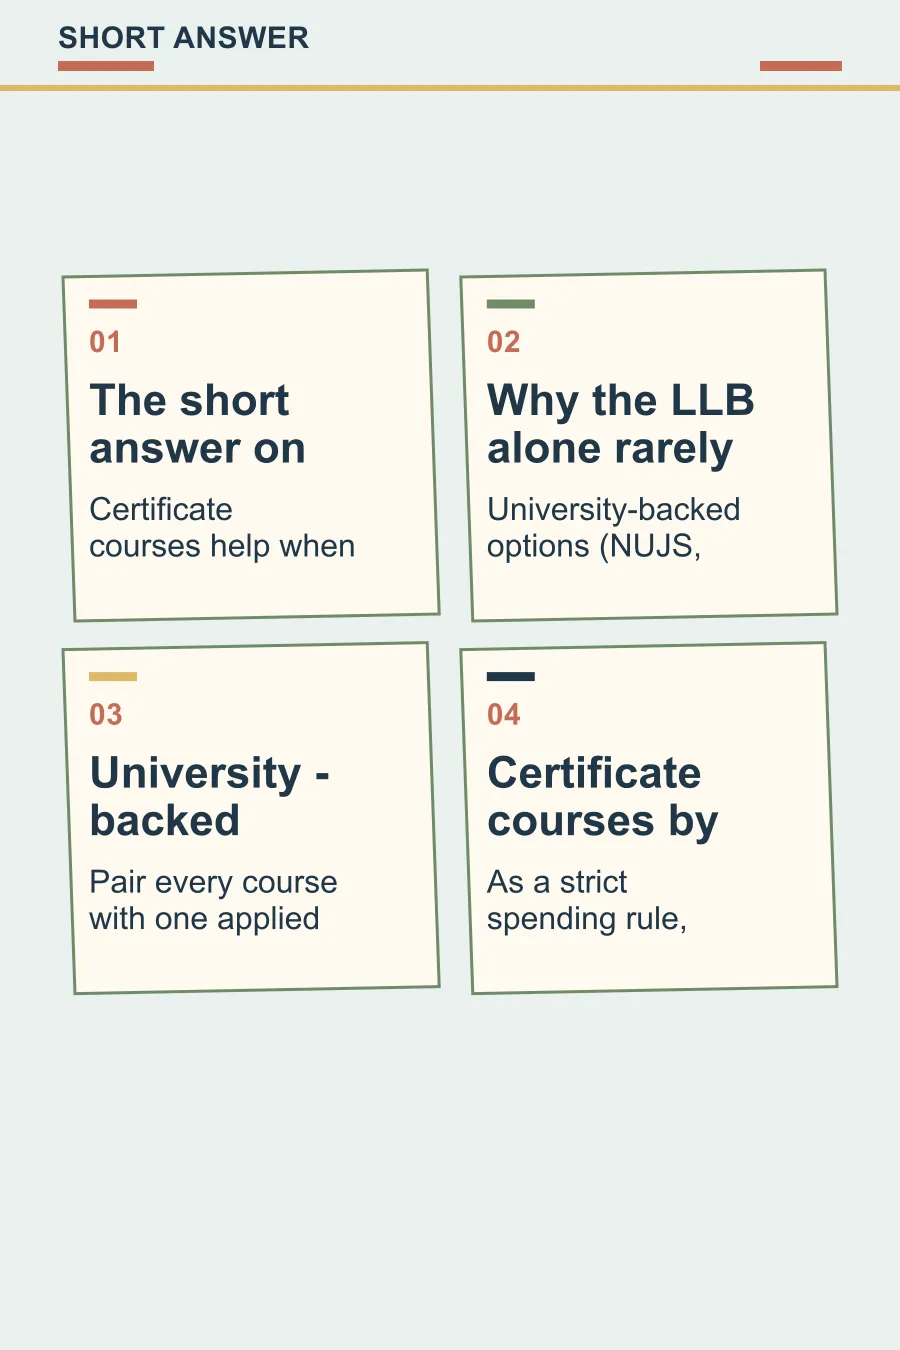 SHORT ANSWER
01
The short
answer on
Certificate
courses help when
02
Why the LLB
alone rarely
University-backed
options (NUJS,
03
University -
backed
Pair every course
with one applied
04
Certificate
courses by
As a strict
spending rule,